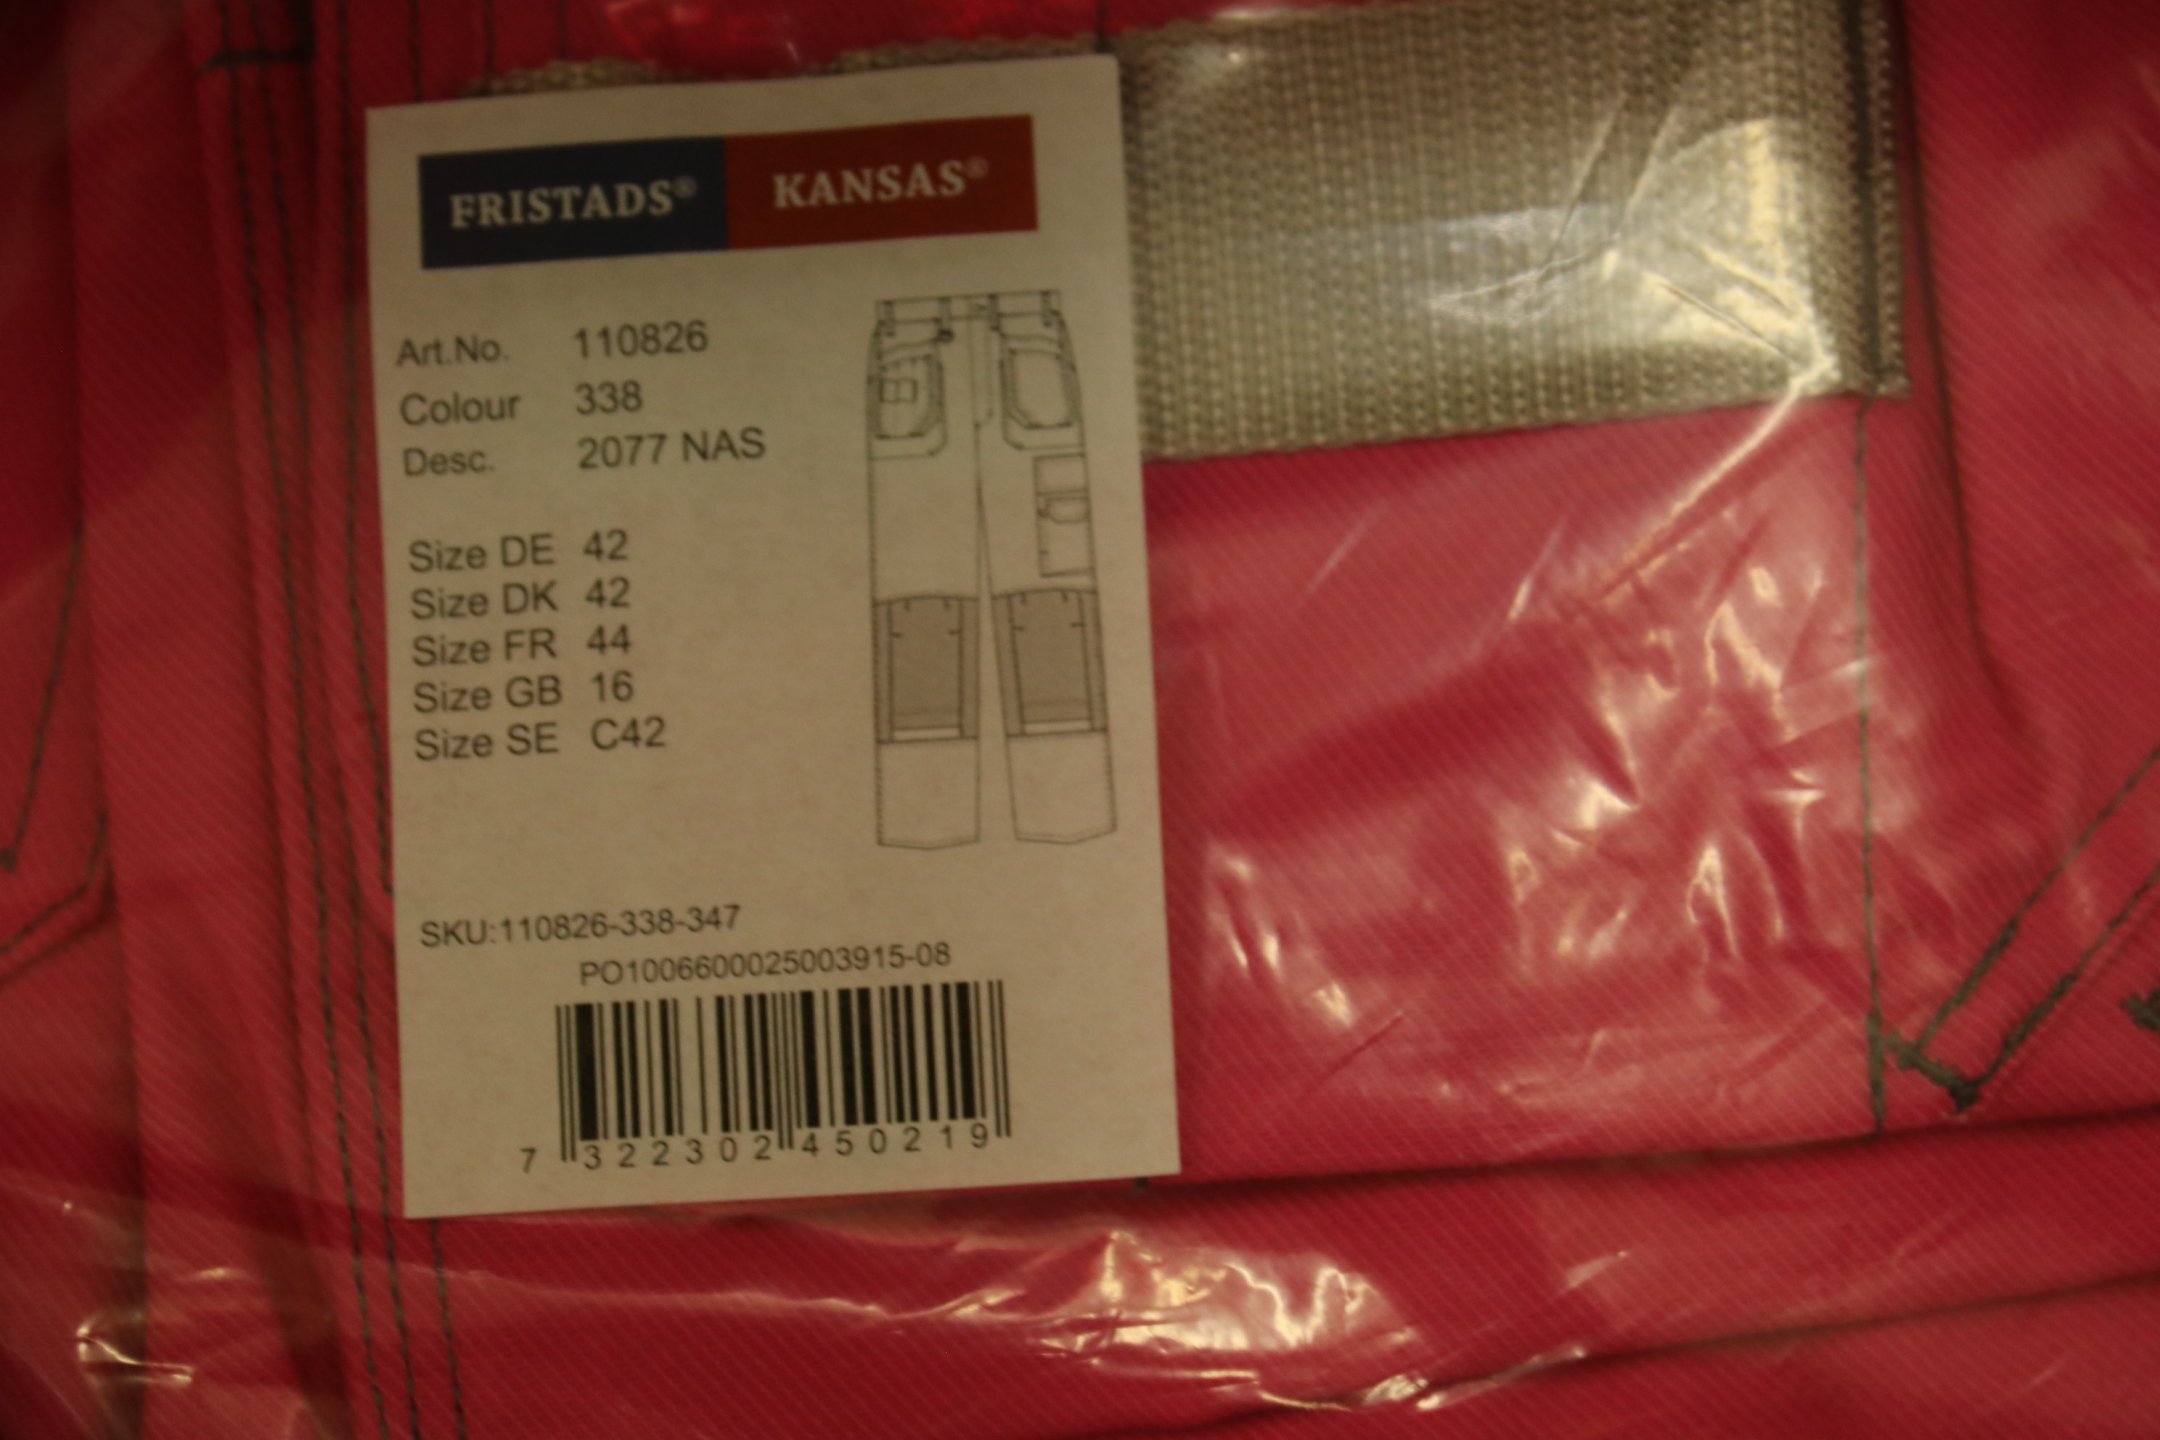 FRISTADS® KANSAS®
Art.No. 110826
Colour 338
Desc. 2077 NAS
Size DE 42
Size DK 42
Size FR 44
Size GB 16
Size SE C42
SKU:110826-338-347
PO1006600025003915-08
7 322302 450219